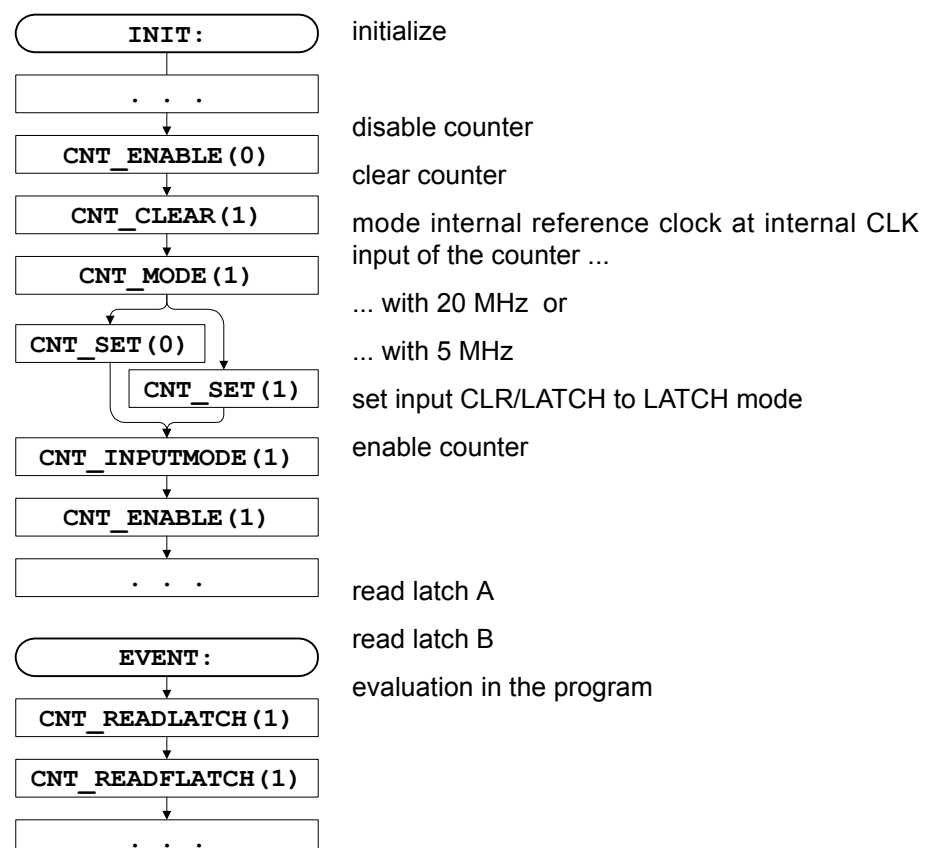 INIT:
initialize
. . .
disable counter
CNT_ENABLE(0)
clear counter
CNT_CLEAR(1)
mode internal reference clock at internal CLK
input of the counter ...
CNT_MODE(1)
... with 20 MHz or
CNT_SET(0)
... with 5 MHz
CNT_SET(1)
set input CLR/LATCH to LATCH mode
CNT_INPUTMODE(1)
enable counter
CNT_ENABLE(1)
. . .
read latch A
read latch B
EVENT:
evaluation in the program
CNT_READLATCH(1)
CNT_READFLATCH(1)
. . .